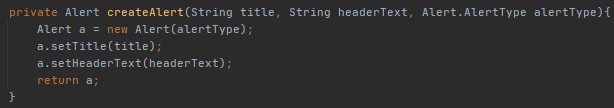 private Alert createAlert(String title, String headerText, Alert.AlertType alertType){
    Alert a = new Alert(alertType);
    a.setTitle(title);
    a.setHeaderText(headerText);
    return a;
}